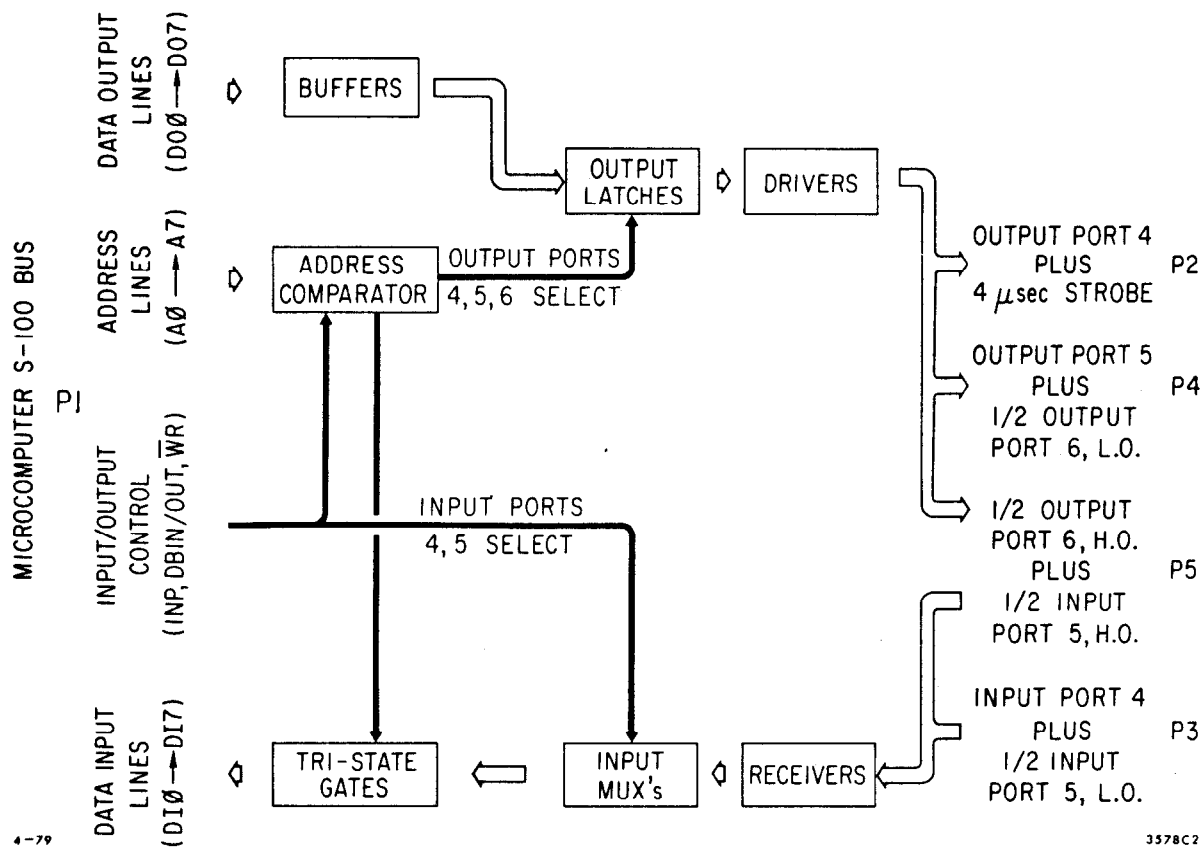 MICROCOMPUTER S-100 BUS
P1
DATA OUTPUT
LINES
(DOØ → DO7)
ADDRESS
LINES
(AØ → A7)
INPUT/OUTPUT
CONTROL
(INP, DBIN/OUT, W̅R̅)
DATA INPUT
LINES
(DIØ → DI7)
BUFFERS
OUTPUT
LATCHES
DRIVERS
ADDRESS
COMPARATOR
OUTPUT PORTS
4, 5, 6 SELECT
INPUT PORTS
4, 5 SELECT
TRI-STATE
GATES
INPUT
MUX's
RECEIVERS
OUTPUT PORT 4
PLUS
4 μsec STROBE
P2
OUTPUT PORT 5
PLUS
1/2 OUTPUT
PORT 6, L.O.
P4
1/2 OUTPUT
PORT 6, H.O.
PLUS
1/2 INPUT
PORT 5, H.O.
P5
INPUT PORT 4
PLUS
1/2 INPUT
PORT 5, L.O.
P3
4-79
3578C2